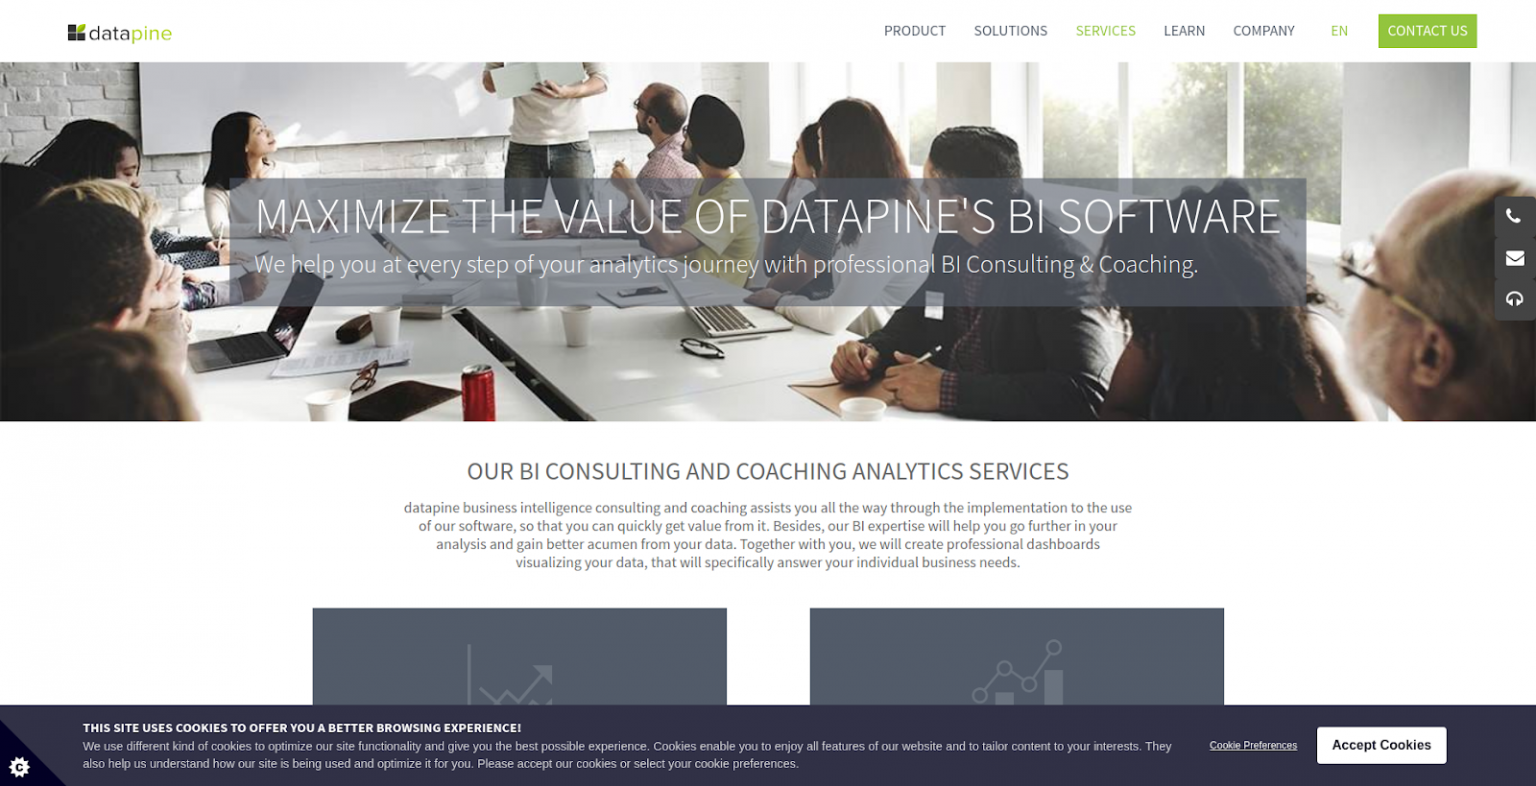 datapine
PRODUCT
SOLUTIONS
SERVICES
LEARN
COMPANY
EN
CONTACT US
MAXIMIZE THE VALUE OF DATAPINE'S BI SOFTWARE
We help you at every step of your analytics journey with professional BI Consulting & Coaching.
OUR BI CONSULTING AND COACHING ANALYTICS SERVICES
datapine business intelligence consulting and coaching assists you all the way through the implementation to the use
of our software, so that you can quickly get value from it. Besides, our BI expertise will help you go further in your
analysis and gain better acumen from your data. Together with you, we will create professional dashboards
visualizing your data, that will specifically answer your individual business needs.
THIS SITE USES COOKIES TO OFFER YOU A BETTER BROWSING EXPERIENCE!
We use different kind of cookies to optimize our site functionality and give you the best possible experience. Cookies enable you to enjoy all features of our website and to tailor content to your interests. They
also help us understand how our site is being used and optimize it for you. Please accept our cookies or select your cookie preferences.
Cookie Preferences
Accept Cookies
C